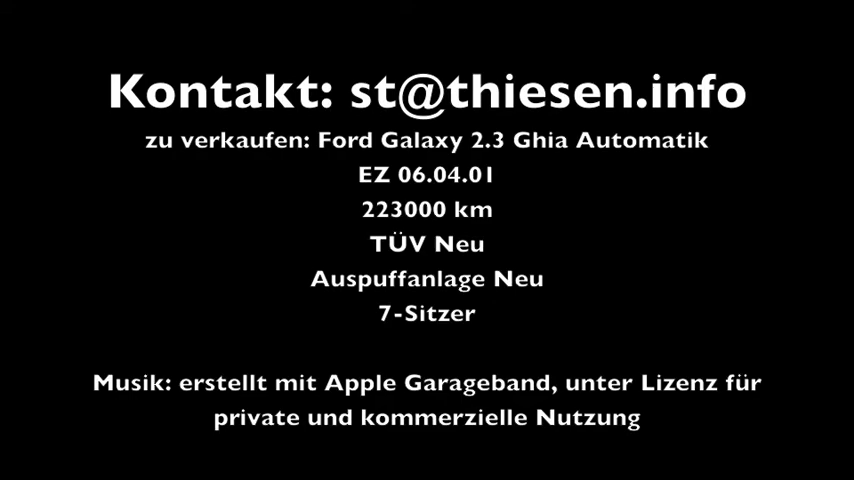 Kontakt: st@thiesen.info
zu verkaufen: Ford Galaxy 2.3 Ghia Automatik
EZ 06.04.01
223000 km
TÜV Neu
Auspuffanlage Neu
7-Sitzer
Musik: erstellt mit Apple Garageband, unter Lizenz für
private und kommerzielle Nutzung